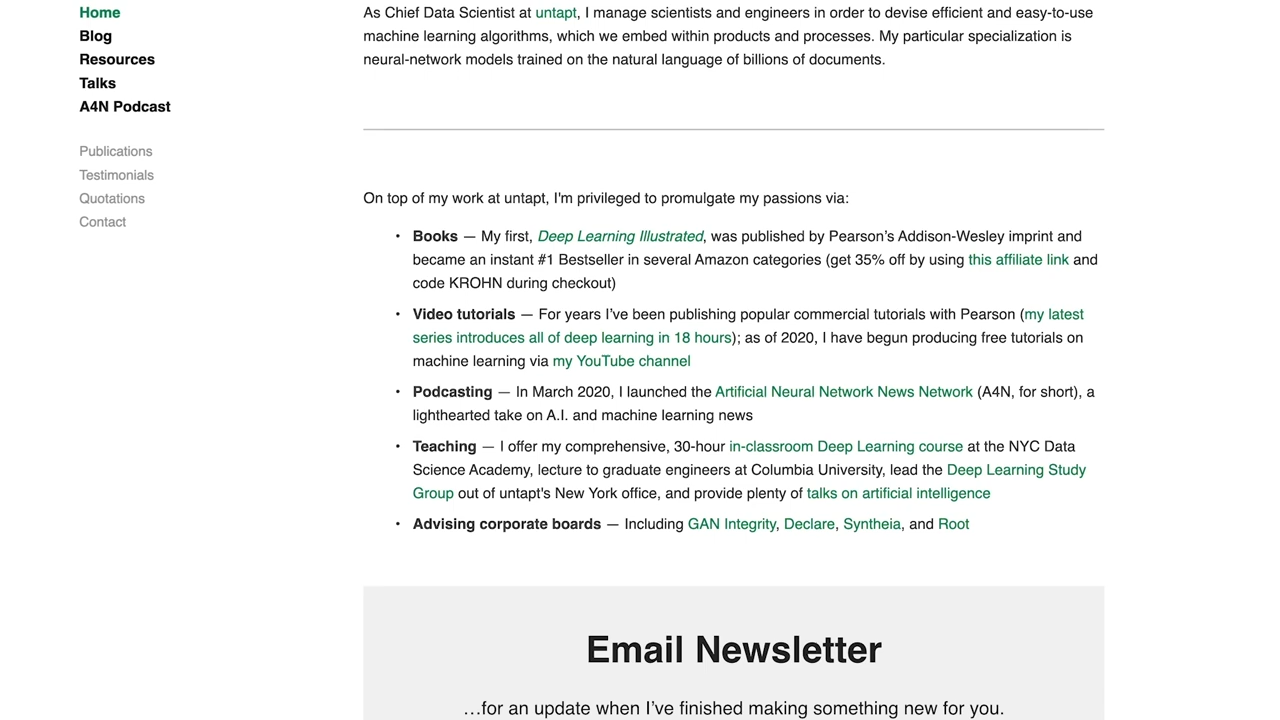 Home
Blog
Resources
Talks
A4N Podcast
Publications
Testimonials
Quotations
Contact
As Chief Data Scientist at untapt, I manage scientists and engineers in order to devise efficient and easy-to-use
machine learning algorithms, which we embed within products and processes. My particular specialization is
neural-network models trained on the natural language of billions of documents.
On top of my work at untapt, I'm privileged to promulgate my passions via:
• Books — My first, Deep Learning Illustrated, was published by Pearson’s Addison-Wesley imprint and
became an instant #1 Bestseller in several Amazon categories (get 35% off by using this affiliate link and
code KROHN during checkout)
• Video tutorials — For years I’ve been publishing popular commercial tutorials with Pearson (my latest
series introduces all of deep learning in 18 hours); as of 2020, I have begun producing free tutorials on
machine learning via my YouTube channel
• Podcasting — In March 2020, I launched the Artificial Neural Network News Network (A4N, for short), a
lighthearted take on A.I. and machine learning news
• Teaching — I offer my comprehensive, 30-hour in-classroom Deep Learning course at the NYC Data
Science Academy, lecture to graduate engineers at Columbia University, lead the Deep Learning Study
Group out of untapt's New York office, and provide plenty of talks on artificial intelligence
• Advising corporate boards — Including GAN Integrity, Declare, Syntheia, and Root
Email Newsletter
…for an update when I’ve finished making something new for you.